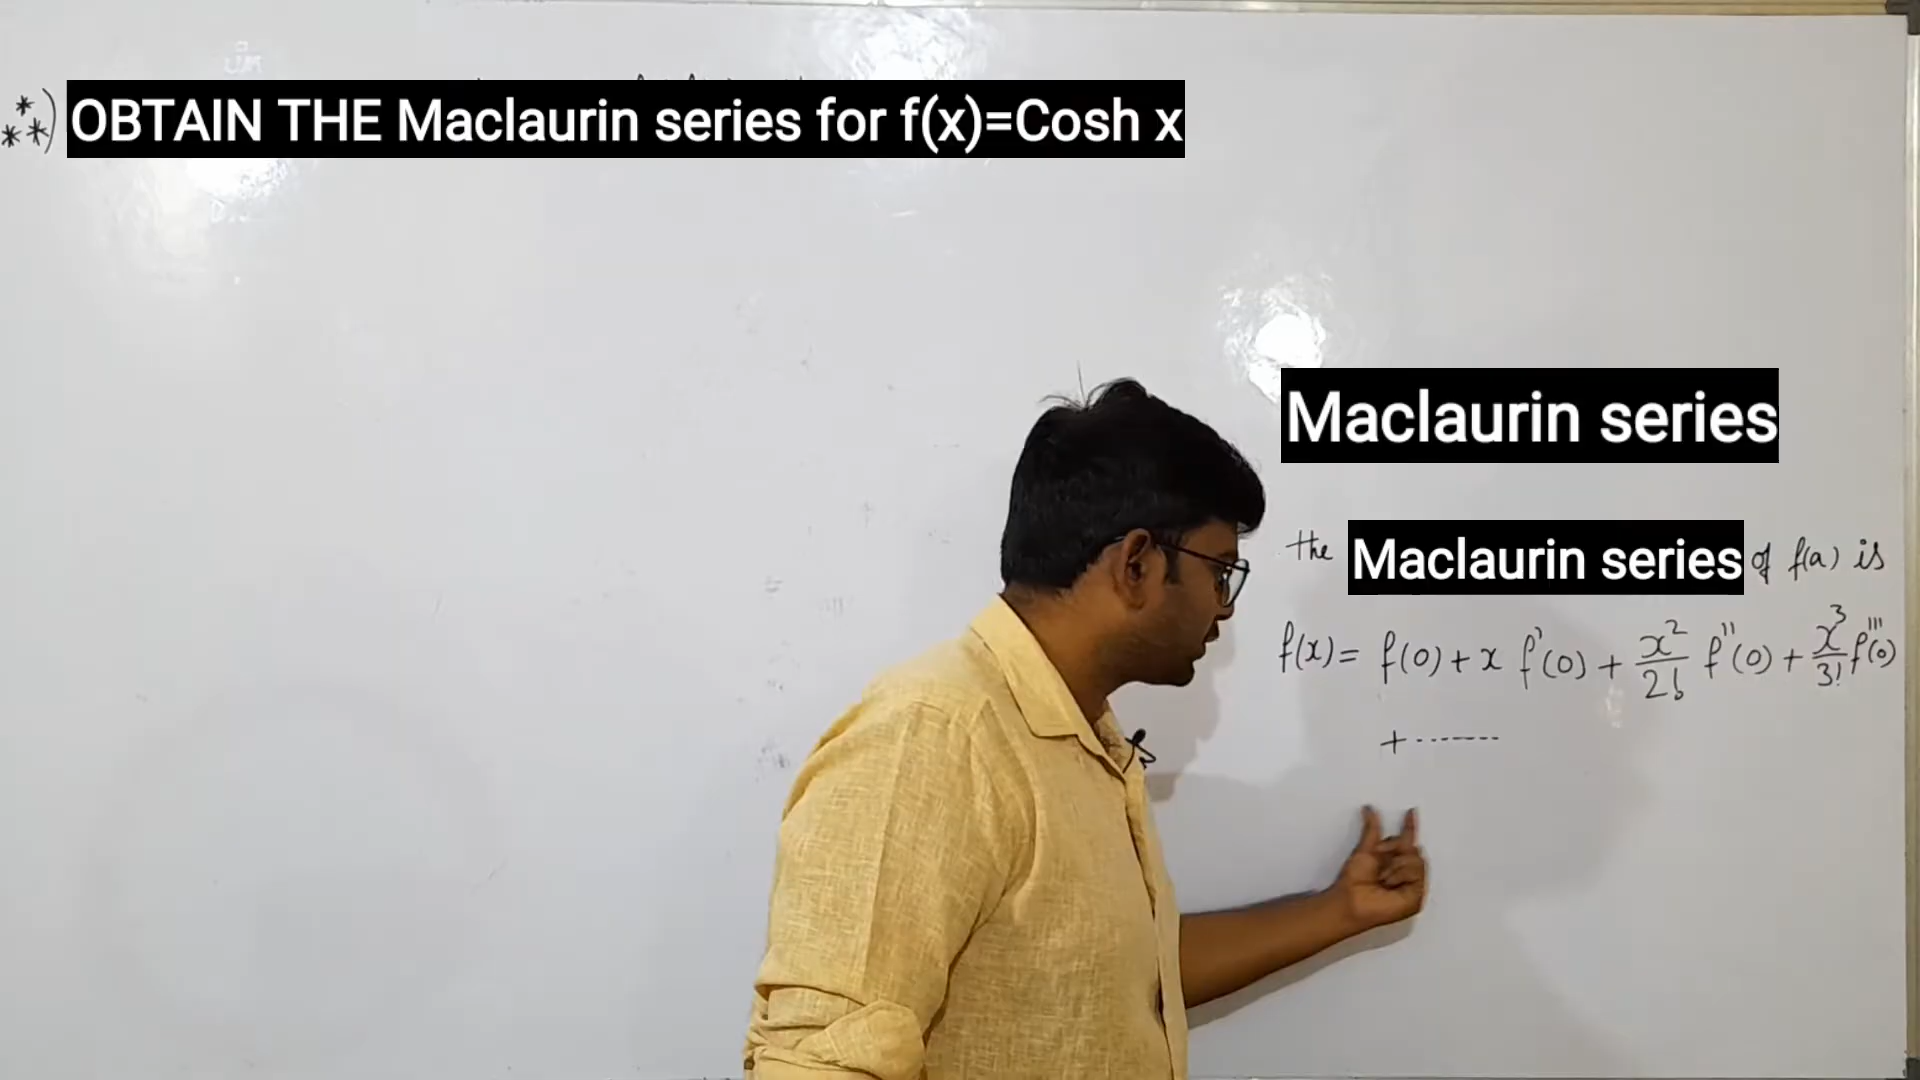 ***) OBTAIN THE Maclaurin series for f(x)=Cosh x
Maclaurin series
the Maclaurin series of f(a) is
f(x)= f(0)+x f'(0)+ x²/2! f''(0)+ x³/3! f'''(0)
+-------